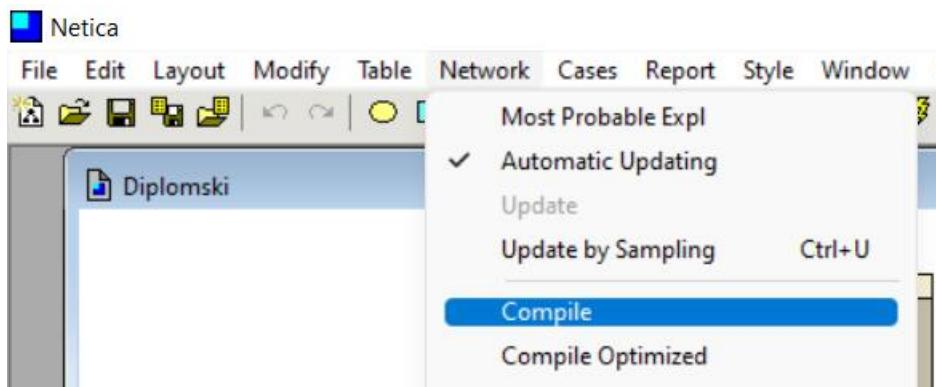 Netica
File Edit Layout Modify Table Network Cases Report Style Window
Most Probable Expl
Automatic Updating
Diplomski
Update
Update by Sampling Ctrl+U
Compile
Compile Optimized